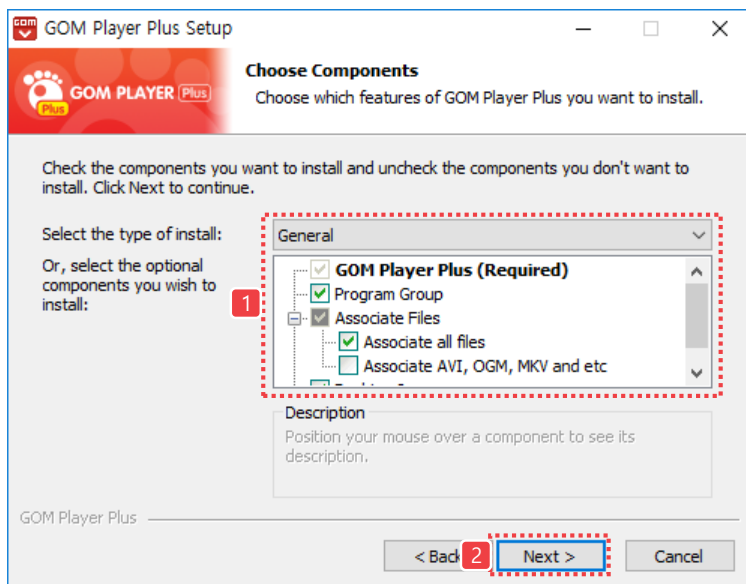 GOM Player Plus Setup
GOM PLAYER Plus
Plus
Choose Components
Choose which features of GOM Player Plus you want to install.
Check the components you want to install and uncheck the components you don't want to
install. Click Next to continue.
Select the type of install:
General
Or, select the optional
components you wish to
install:
1
GOM Player Plus (Required)
Program Group
Associate Files
Associate all files
Associate AVI, OGM, MKV and etc
Description
Position your mouse over a component to see its
description.
GOM Player Plus
< Back
2
Next >
Cancel